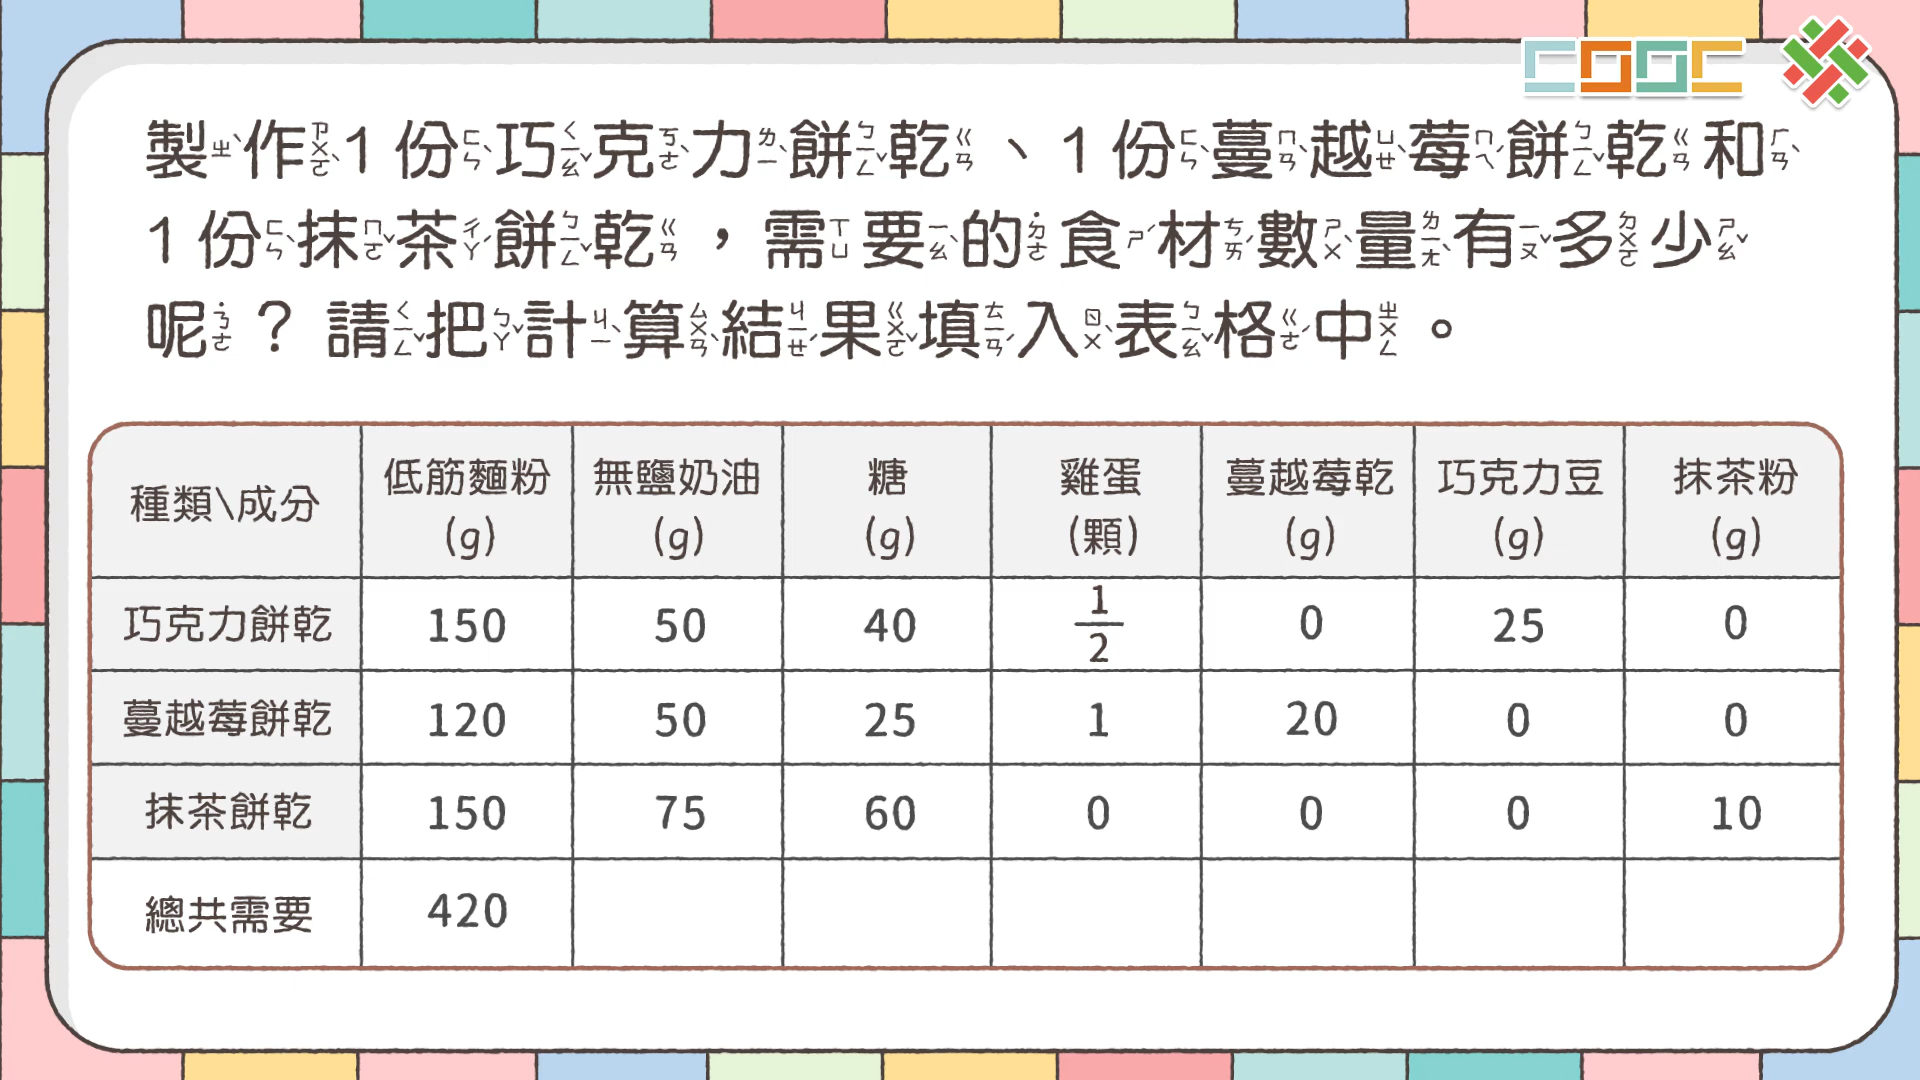 COOC
製作1份巧克力餅乾、1份蔓越莓餅乾和
1份抹茶餅乾，需要的食材數量有多少
呢？請把計算結果填入表格中。
種類\成分 低筋麵粉(g) 無鹽奶油(g) 糖(g) 雞蛋(顆) 蔓越莓乾(g) 巧克力豆(g) 抹茶粉(g)
巧克力餅乾 150 50 40 1/2 0 25 0
蔓越莓餅乾 120 50 25 1 20 0 0
抹茶餅乾 150 75 60 0 0 0 10
總共需要 420